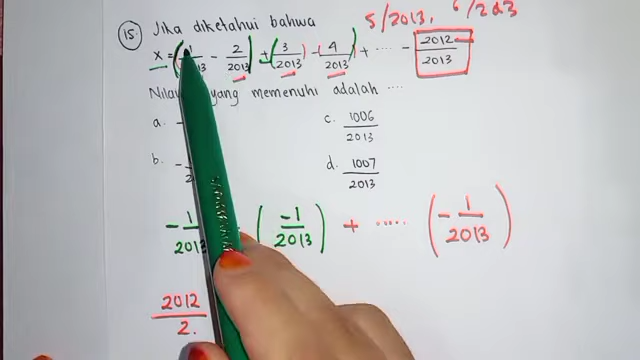 5/2013, 6/2013
15. Jika diketahui bahwa
x = (1/2013 - 2/2013) + (3/2013 - 4/2013) + ... - 2012/2013
yang memenuhi adalah ....
a. -
c. 1006/2013
b. -
d. 1007/2013
-1/2013 (-1/2013) + ..... (-1/2013)
2012/2.